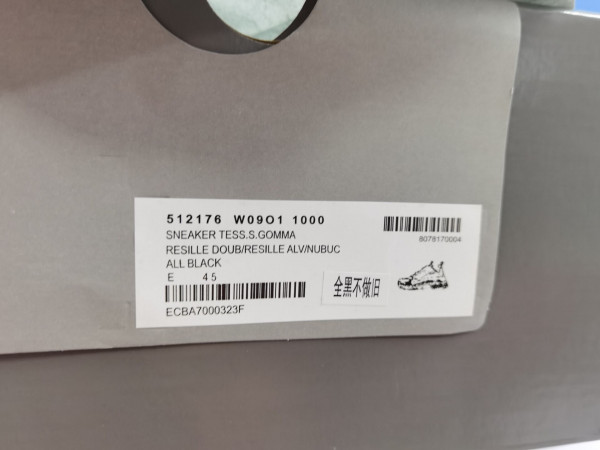 512176 W09O1 1000
SNEAKER TESS.S.GOMMA
RESILLE DOUB/RESILLE ALV/NUBUC
ALL BLACK
E 45
ECBA7000323F
8078170004
全黑不做旧